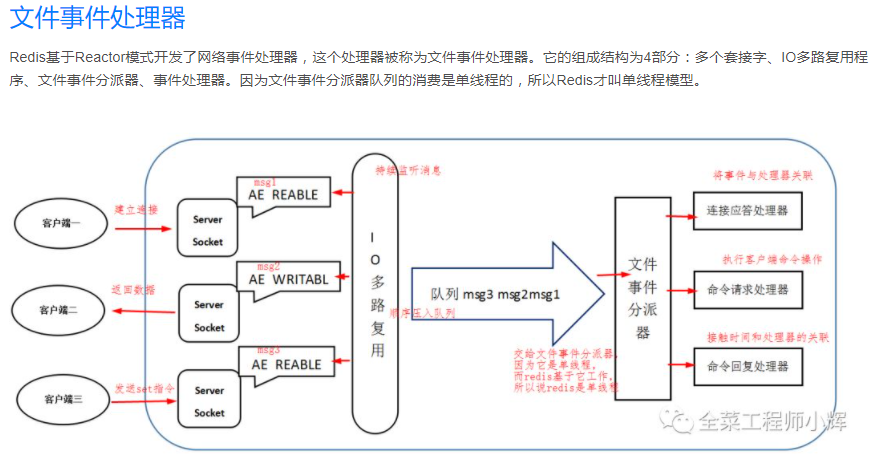 文件事件处理器
Redis基于Reactor模式开发了网络事件处理器，这个处理器被称为文件事件处理器。它的组成结构为4部分：多个套接字、IO多路复用程
序、文件事件分派器、事件处理器。因为文件事件分派器队列的消费是单线程的，所以Redis才叫单线程模型。
客户端一
建立连接
Server
Socket
msg1
AE REABLE
持续监听消息
客户端二
返回数据
Server
Socket
msg2
AE WRITABL
客户端三
发送set指令
Server
Socket
msg3
AE REABLE
I
O
多
路
复
用
队列 msg3 msg2msg1
顺序压入队列
交给文件事件分派器,
因为它是单线程。
而redis基于它工作。
所以说redis是单线程
文件
事件
分派
器
将事件与处理器关联
连接应答处理器
执行客户端命令操作
命令请求处理器
接触时间和处理器的关联
命令回复处理器
全菜工程师小辉